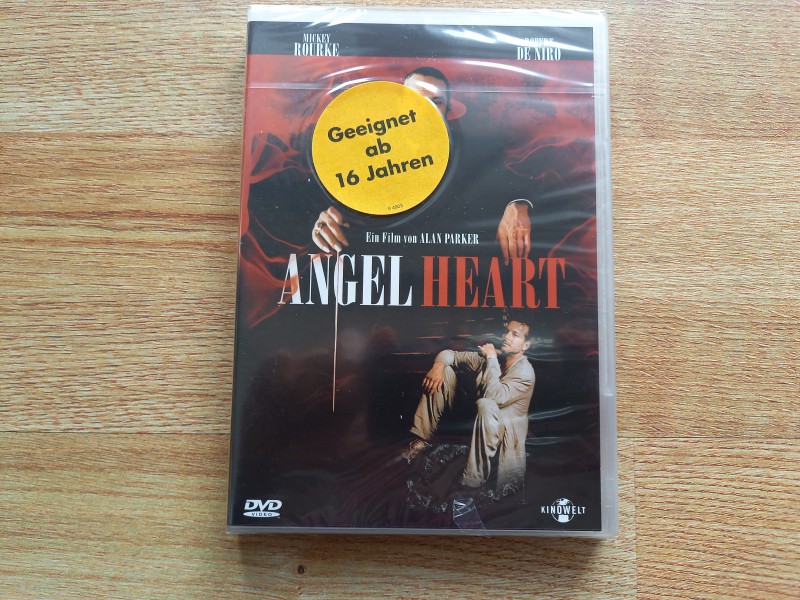 MICKEY
ROURKE
DE NIRO
Geeignet
ab
16 Jahren
Ein Film von ALAN PARKER
ANGEL HEART
DVD
VIDEO
KINOWELT